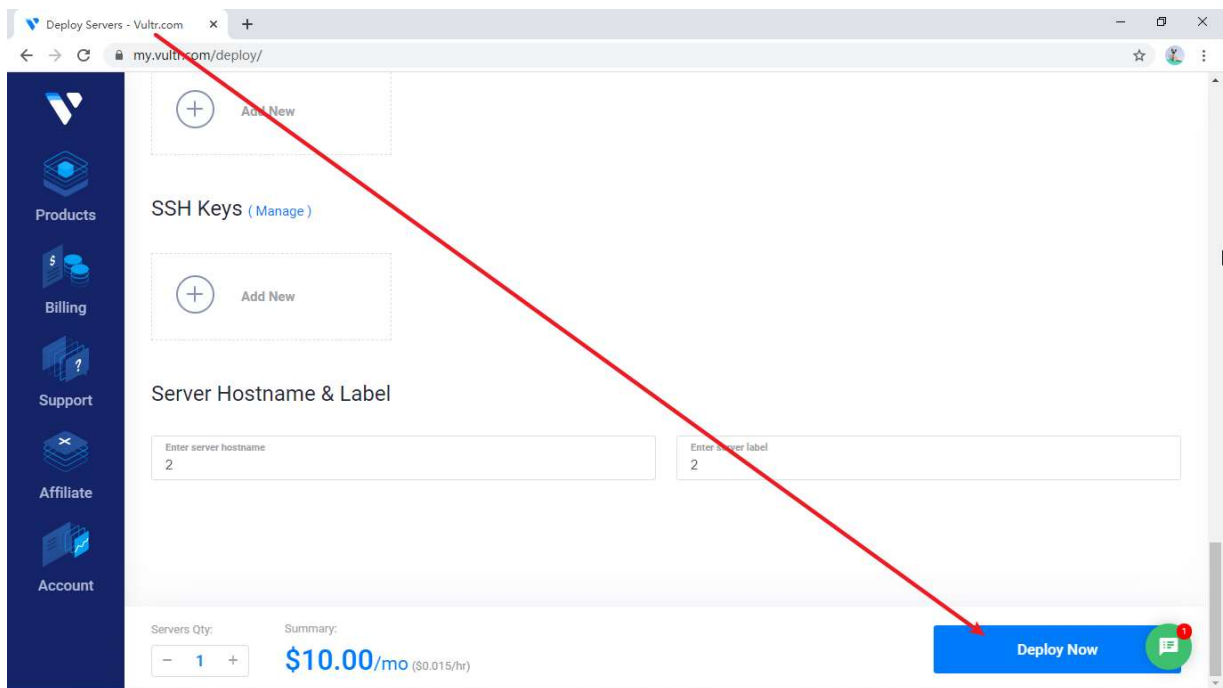 Deploy Servers - Vultr.com
my.vultr.com/deploy/
Add New
Products
SSH Keys ( Manage )
$
Billing
Add New
?
Support
Server Hostname & Label
Enter server hostname
2
Enter server label
2
Affiliate
Account
Servers Qty:
Summary:
- 1 +
$10.00/mo ($0.015/hr)
Deploy Now
1